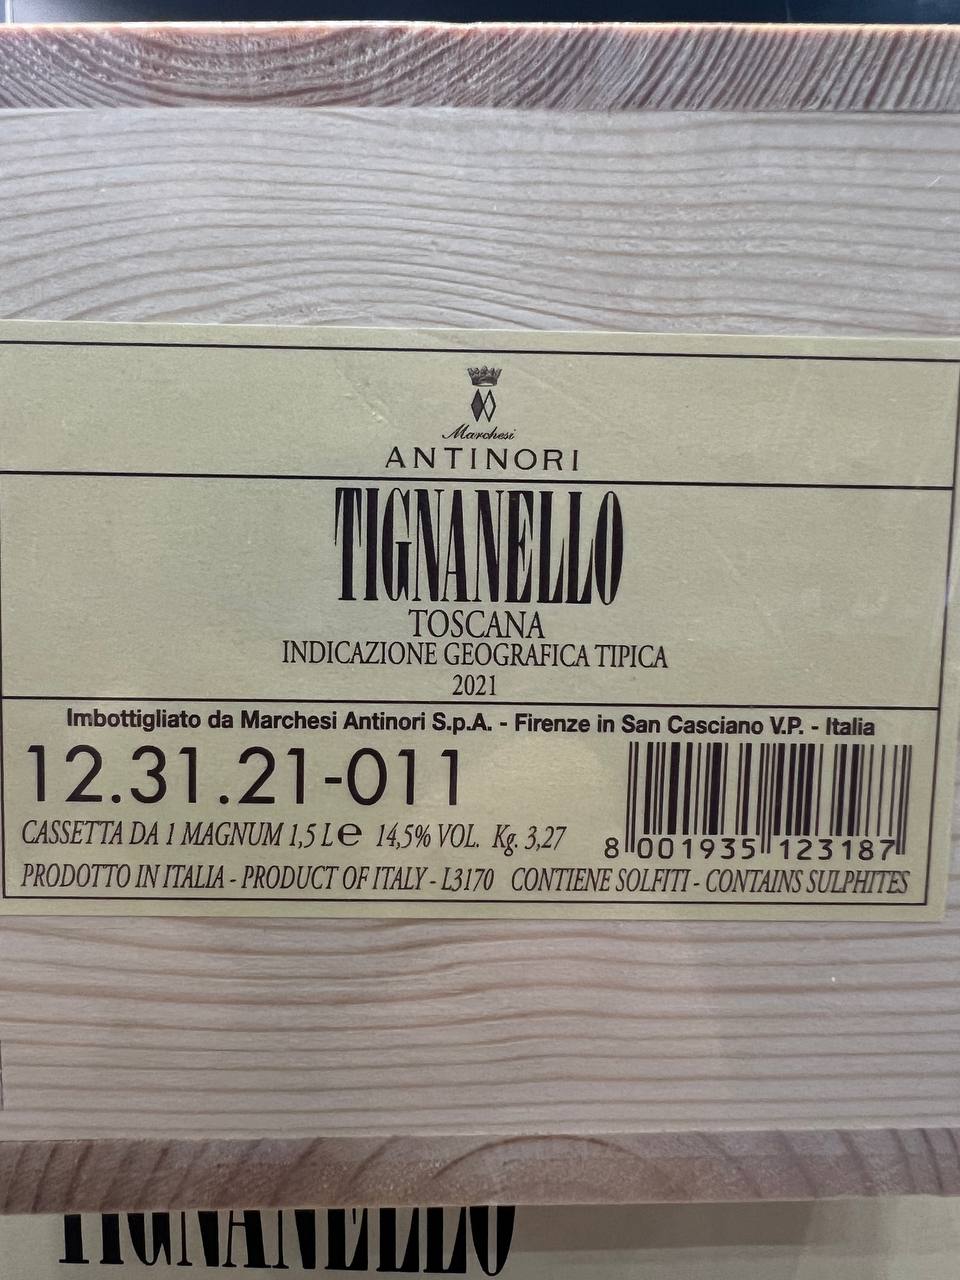 Marchesi
ANTINORI
TIGNANELLO
TOSCANA
INDICAZIONE GEOGRAFICA TIPICA
2021
Imbottigliato da Marchesi Antinori S.p.A. - Firenze in San Casciano V.P. - Italia
12.31.21-011
CASSETTA DA 1 MAGNUM 1,5 L℮ 14,5% VOL. Kg. 3,27
8 001935 123187
PRODOTTO IN ITALIA - PRODUCT OF ITALY - L3170 CONTIENE SOLFITI - CONTAINS SULPHITES
TIGNANELLO